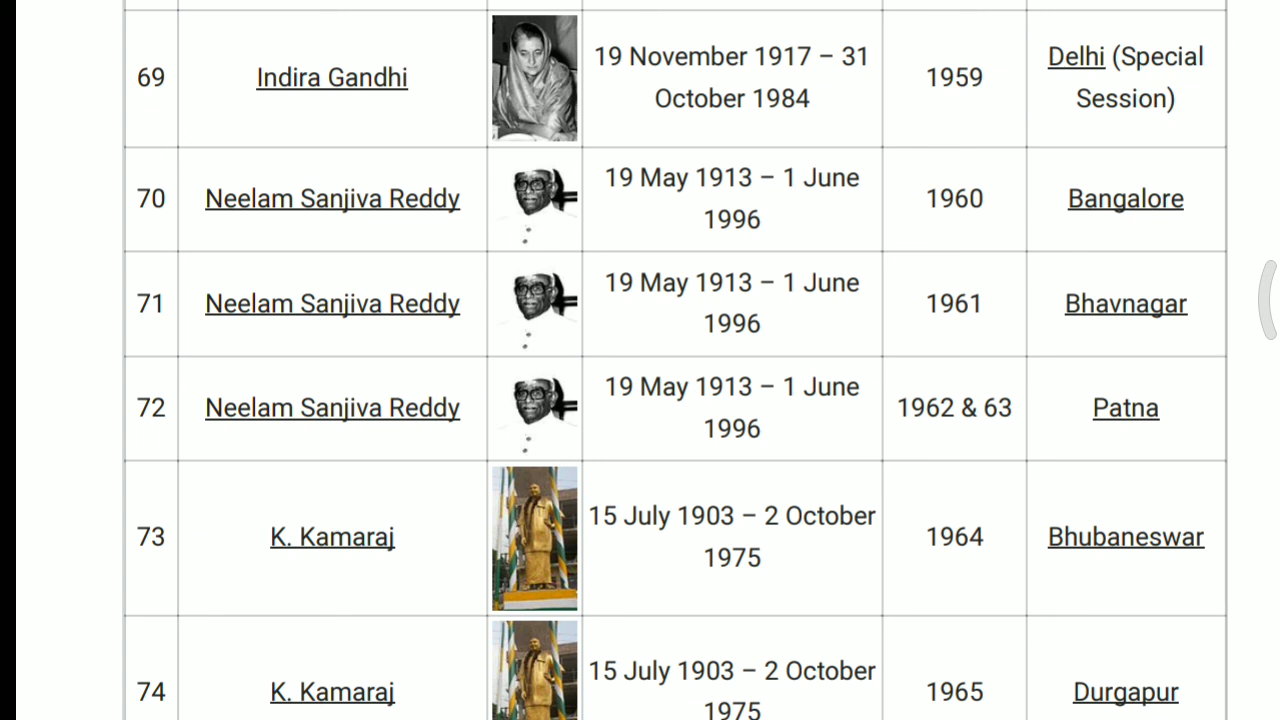 69 Indira Gandhi 19 November 1917 – 31 October 1984 1959 Delhi (Special Session)
70 Neelam Sanjiva Reddy 19 May 1913 – 1 June 1996 1960 Bangalore
71 Neelam Sanjiva Reddy 19 May 1913 – 1 June 1996 1961 Bhavnagar
72 Neelam Sanjiva Reddy 19 May 1913 – 1 June 1996 1962 & 63 Patna
73 K. Kamaraj 15 July 1903 – 2 October 1975 1964 Bhubaneswar
74 K. Kamaraj 15 July 1903 – 2 October 1975 1965 Durgapur